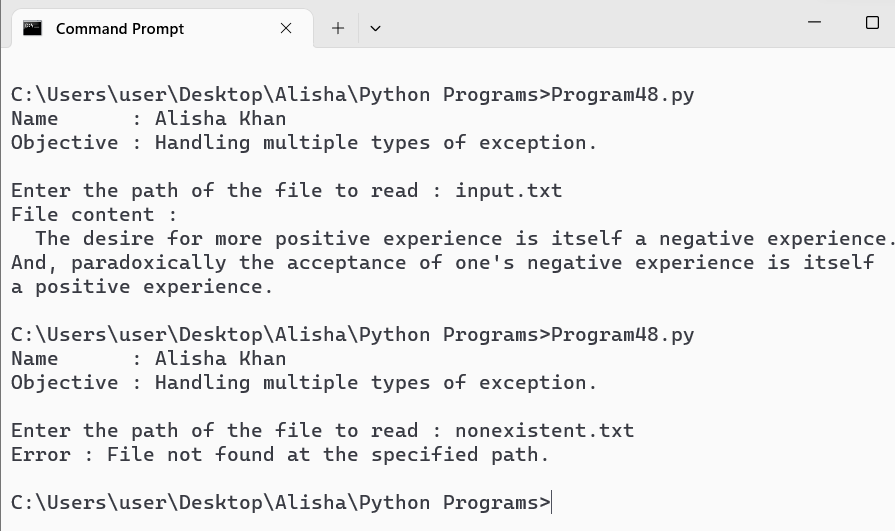 Command Prompt
C:\Users\user\Desktop\Alisha\Python Programs>Program48.py
Name      : Alisha Khan
Objective : Handling multiple types of exception.
Enter the path of the file to read : input.txt
File content :
  The desire for more positive experience is itself a negative experience.
And, paradoxically the acceptance of one's negative experience is itself
a positive experience.
C:\Users\user\Desktop\Alisha\Python Programs>Program48.py
Name      : Alisha Khan
Objective : Handling multiple types of exception.
Enter the path of the file to read : nonexistent.txt
Error : File not found at the specified path.
C:\Users\user\Desktop\Alisha\Python Programs>